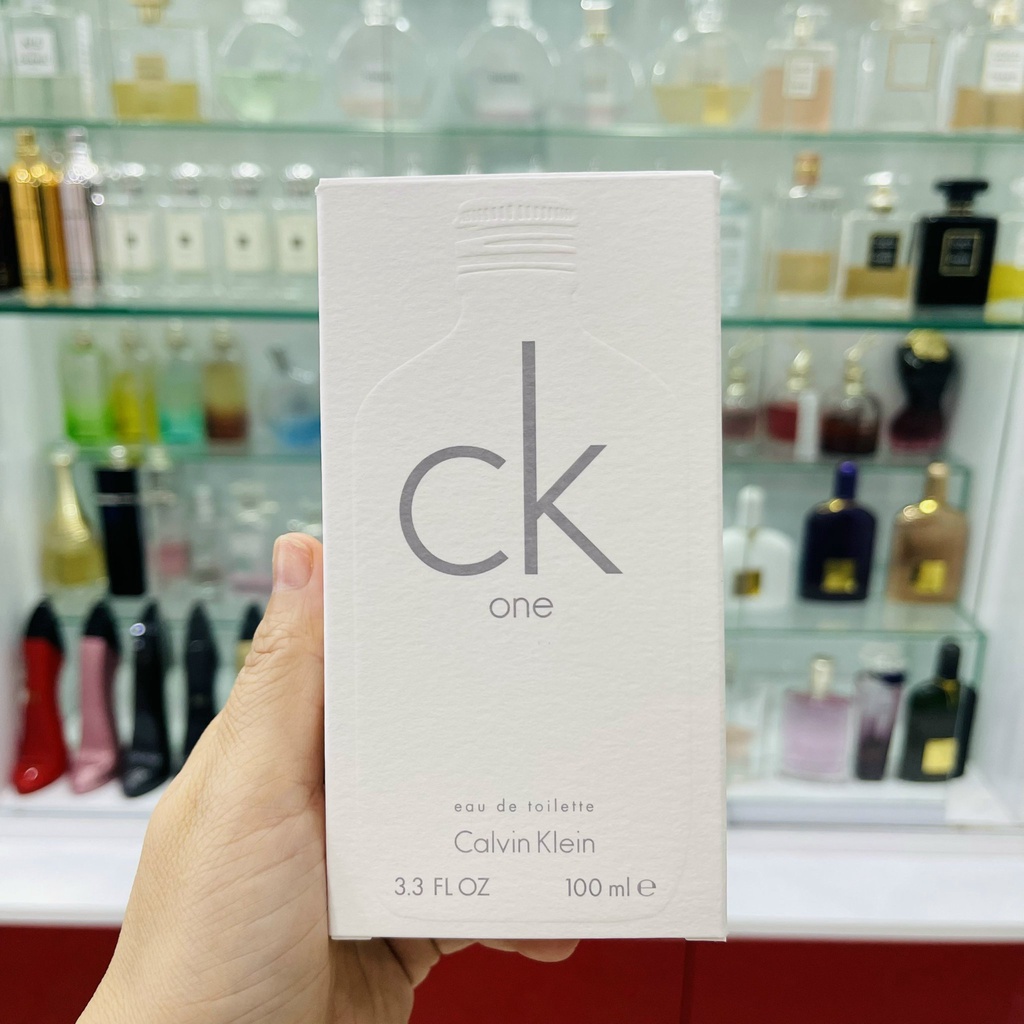 ck
one
eau de toilette
Calvin Klein
3.3 FL OZ 100 ml ℮